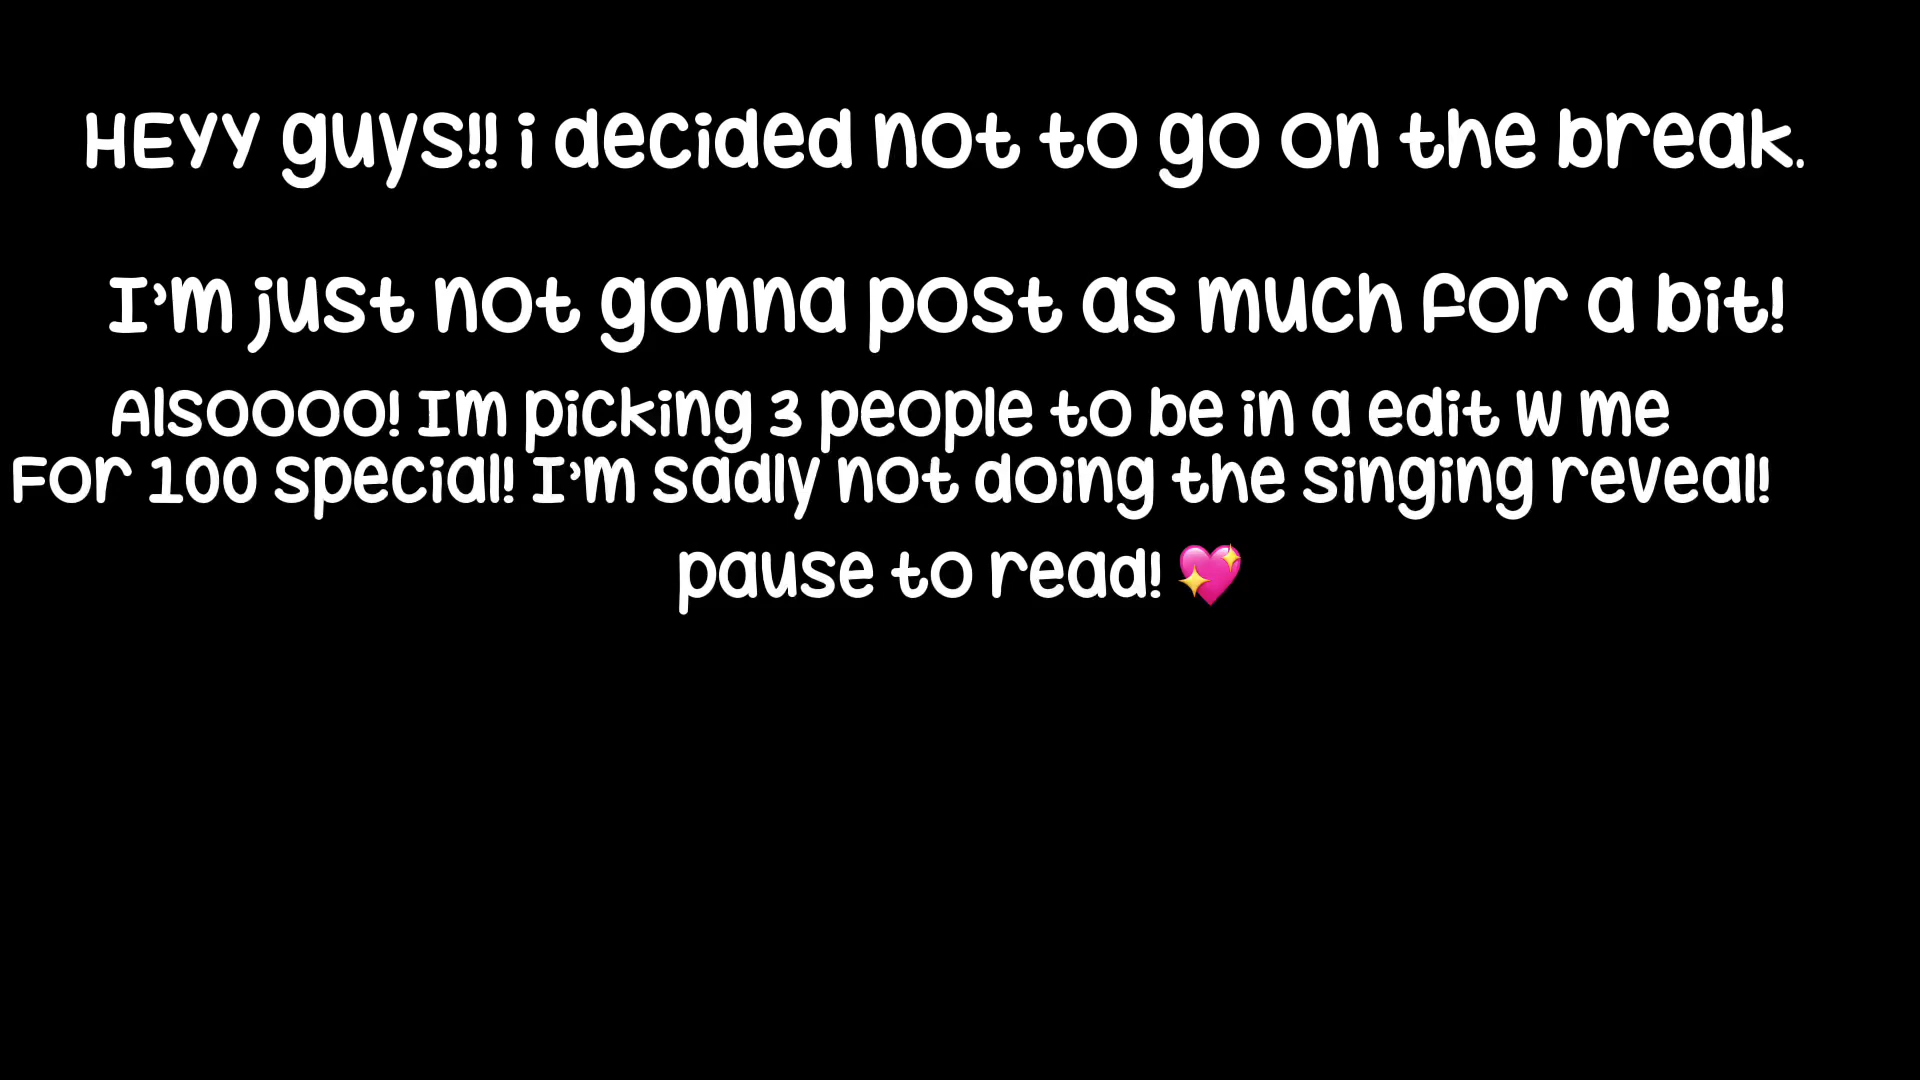 HEYY guys!! i decided not to go on the break.
I'm just not gonna post as much for a bit!
Alsoooo! Im picking 3 people to be in a edit w me
For 100 special! I'm sadly not doing the singing reveal!
pause to read! 💖